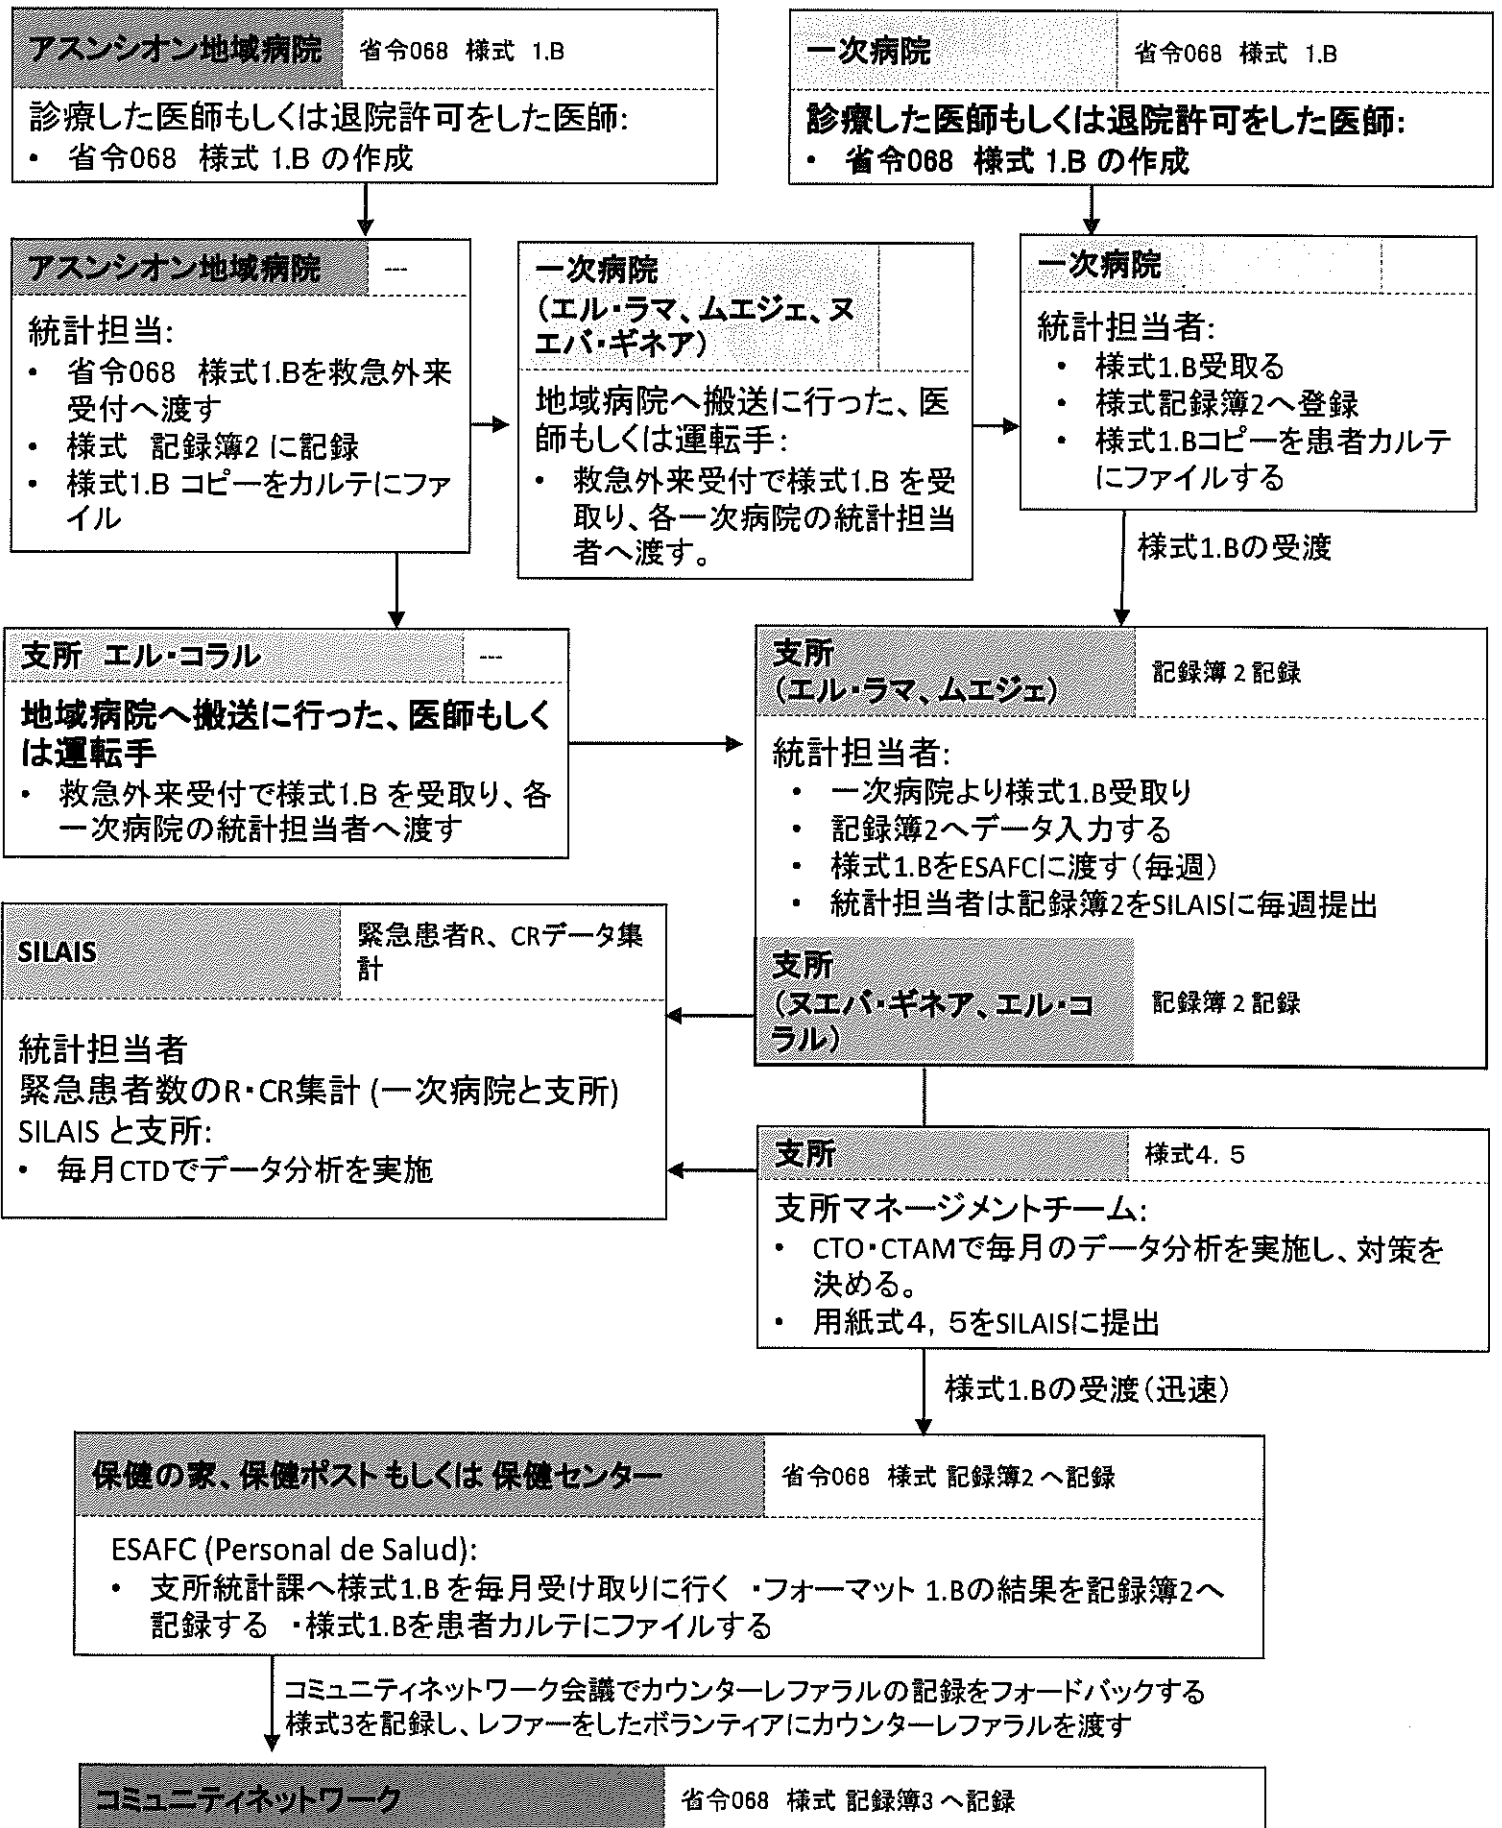 アスンシオン地域病院
省令068 様式 1.B
診療した医師もしくは退院許可をした医師:
・ 省令068 様式 1.B の作成
一次病院
省令068 様式 1.B
診療した医師もしくは退院許可をした医師:
・ 省令068 様式 1.B の作成
アスンシオン地域病院
---
統計担当:
・ 省令068 様式1.Bを救急外来
受付へ渡す
・ 様式 記録簿2 に記録
・ 様式1.B コピーをカルテにファ
イル
一次病院
(エル・ラマ、ムエジェ、ヌ
エバ・ギネア)
地域病院へ搬送に行った、医
師もしくは運転手:
・ 救急外来受付で様式1.B を受
取り、各一次病院の統計担当
者へ渡す。
一次病院
統計担当者:
・ 様式1.B受取る
・ 様式記録簿2へ登録
・ 様式1.Bコピーを患者カルテ
にファイルする
様式1.Bの受渡
支所 エル・コラル
---
地域病院へ搬送に行った、医師もしく
は運転手
・ 救急外来受付で様式1.B を受取り、各
一次病院の統計担当者へ渡す
支所
(エル・ラマ、ムエジェ)
記録簿 2 記録
統計担当者:
・ 一次病院より様式1.B受取り
・ 記録簿2へデータ入力する
・ 様式1.BをESAFCに渡す(毎週)
・ 統計担当者は記録簿2をSILAISに毎週提出
支所
(ヌエバ・ギネア、エル・コ
ラル)
記録簿 2 記録
SILAIS
緊急患者R、CRデータ集
計
統計担当者
緊急患者数のR・CR集計 (一次病院と支所)
SILAIS と支所:
・ 毎月CTDでデータ分析を実施
支所
様式4. 5
支所マネージメントチーム:
・ CTO・CTAMで毎月のデータ分析を実施し、対策を
決める。
・ 用紙式4, 5をSILAISに提出
様式1.Bの受渡(迅速)
保健の家、保健ポスト もしくは 保健センター
省令068 様式 記録簿2 へ記録
ESAFC (Personal de Salud):
・ 支所統計課へ様式1.B を毎月受け取りに行く ・フォーマット 1.Bの結果を記録簿2へ
記録する ・様式1.Bを患者カルテにファイルする
コミュニティネットワーク会議でカウンターレファラルの記録をフォードバックする
様式3を記録し、レファーをしたボランティアにカウンターレファラルを渡す
コミュニティネットワーク
省令068 様式 記録簿3 へ記録